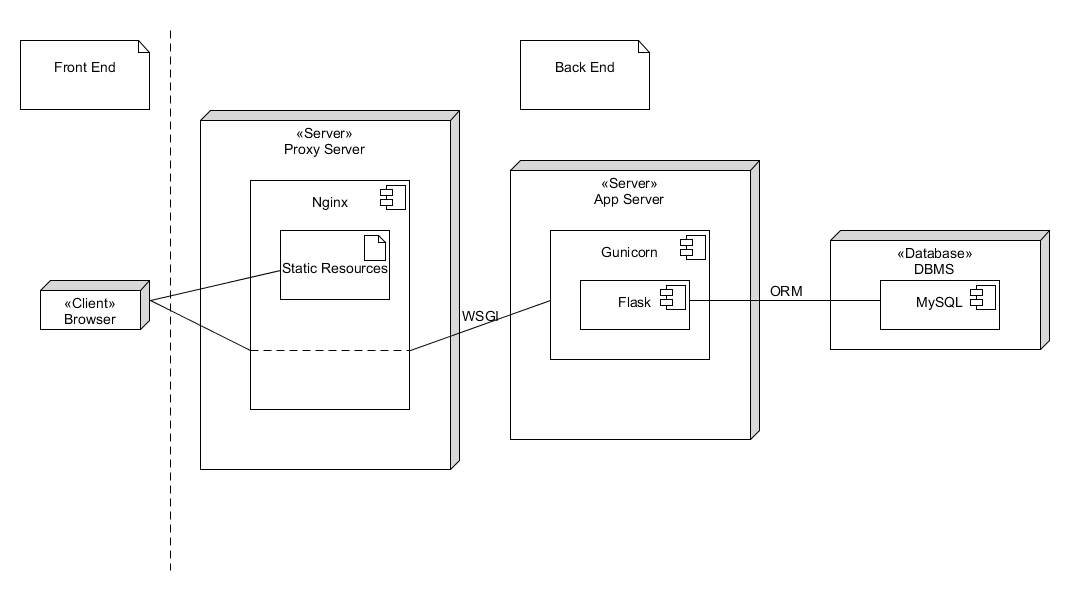 Front End
Back End
«Server»
Proxy Server
Nginx
Static Resources
«Client»
Browser
WSGI
«Server»
App Server
Gunicorn
Flask
ORM
«Database»
DBMS
MySQL